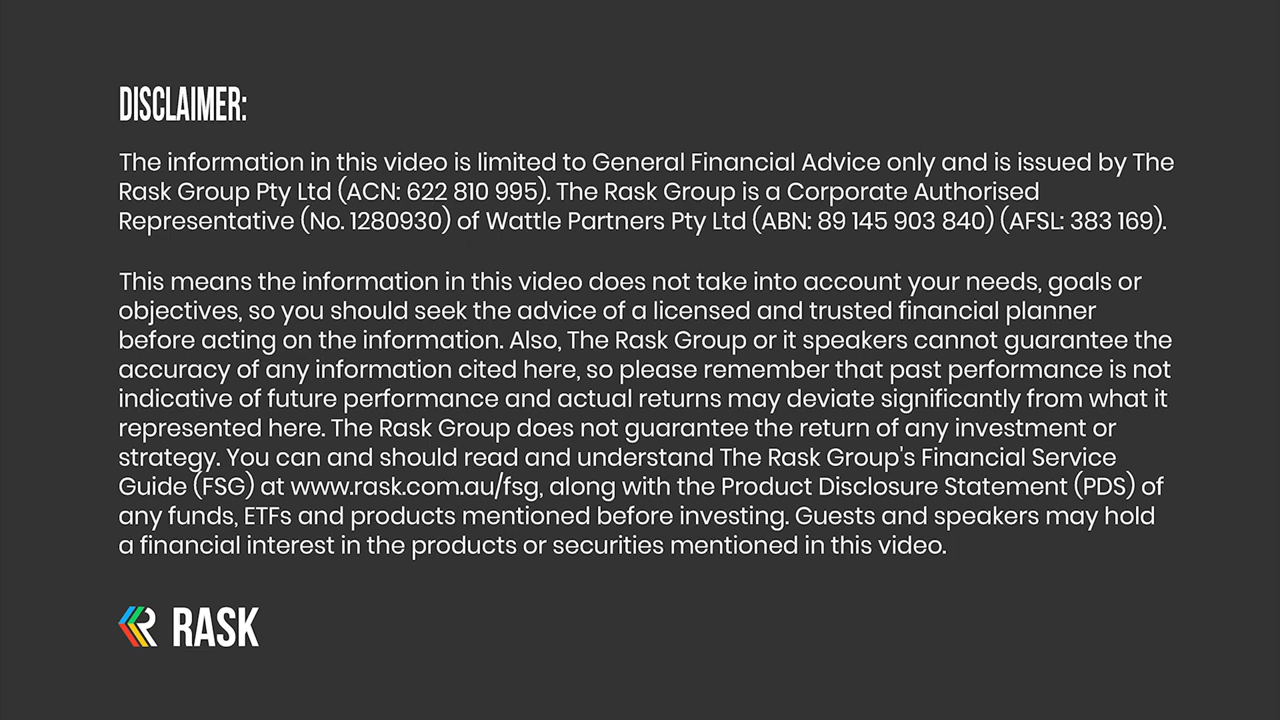 DISCLAIMER:
The information in this video is limited to General Financial Advice only and is issued by The
Rask Group Pty Ltd (ACN: 622 810 995). The Rask Group is a Corporate Authorised
Representative (No. 1280930) of Wattle Partners Pty Ltd (ABN: 89 145 903 840) (AFSL: 383 169).
This means the information in this video does not take into account your needs, goals or
objectives, so you should seek the advice of a licensed and trusted financial planner
before acting on the information. Also, The Rask Group or it speakers cannot guarantee the
accuracy of any information cited here, so please remember that past performance is not
indicative of future performance and actual returns may deviate significantly from what it
represented here. The Rask Group does not guarantee the return of any investment or
strategy. You can and should read and understand The Rask Group's Financial Service
Guide (FSG) at www.rask.com.au/fsg, along with the Product Disclosure Statement (PDS) of
any funds, ETFs and products mentioned before investing. Guests and speakers may hold
a financial interest in the products or securities mentioned in this video.
RASK